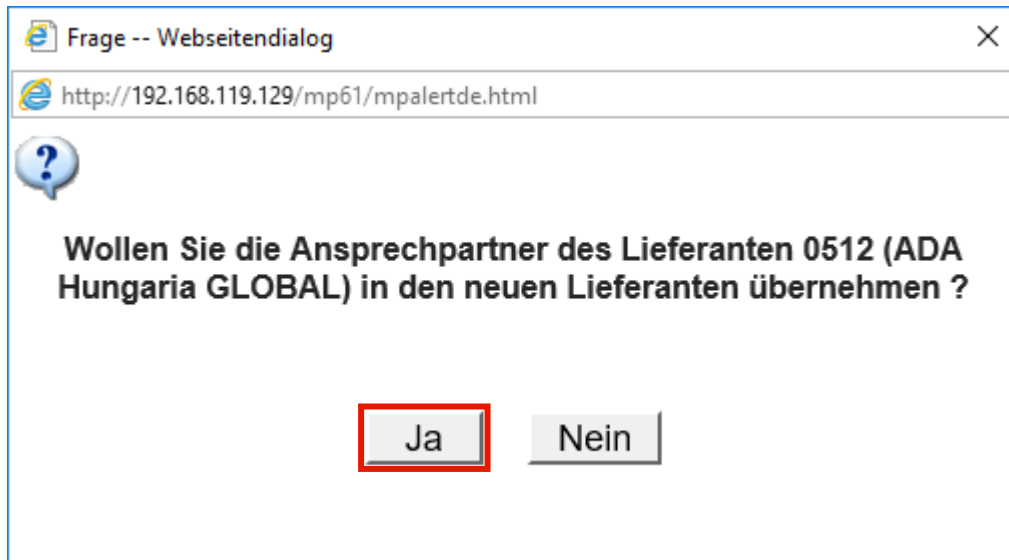 Frage -- Webseitendialog
http://192.168.119.129/mp61/mpalertde.html
Wollen Sie die Ansprechpartner des Lieferanten 0512 (ADA
Hungaria GLOBAL) in den neuen Lieferanten übernehmen ?
Ja Nein